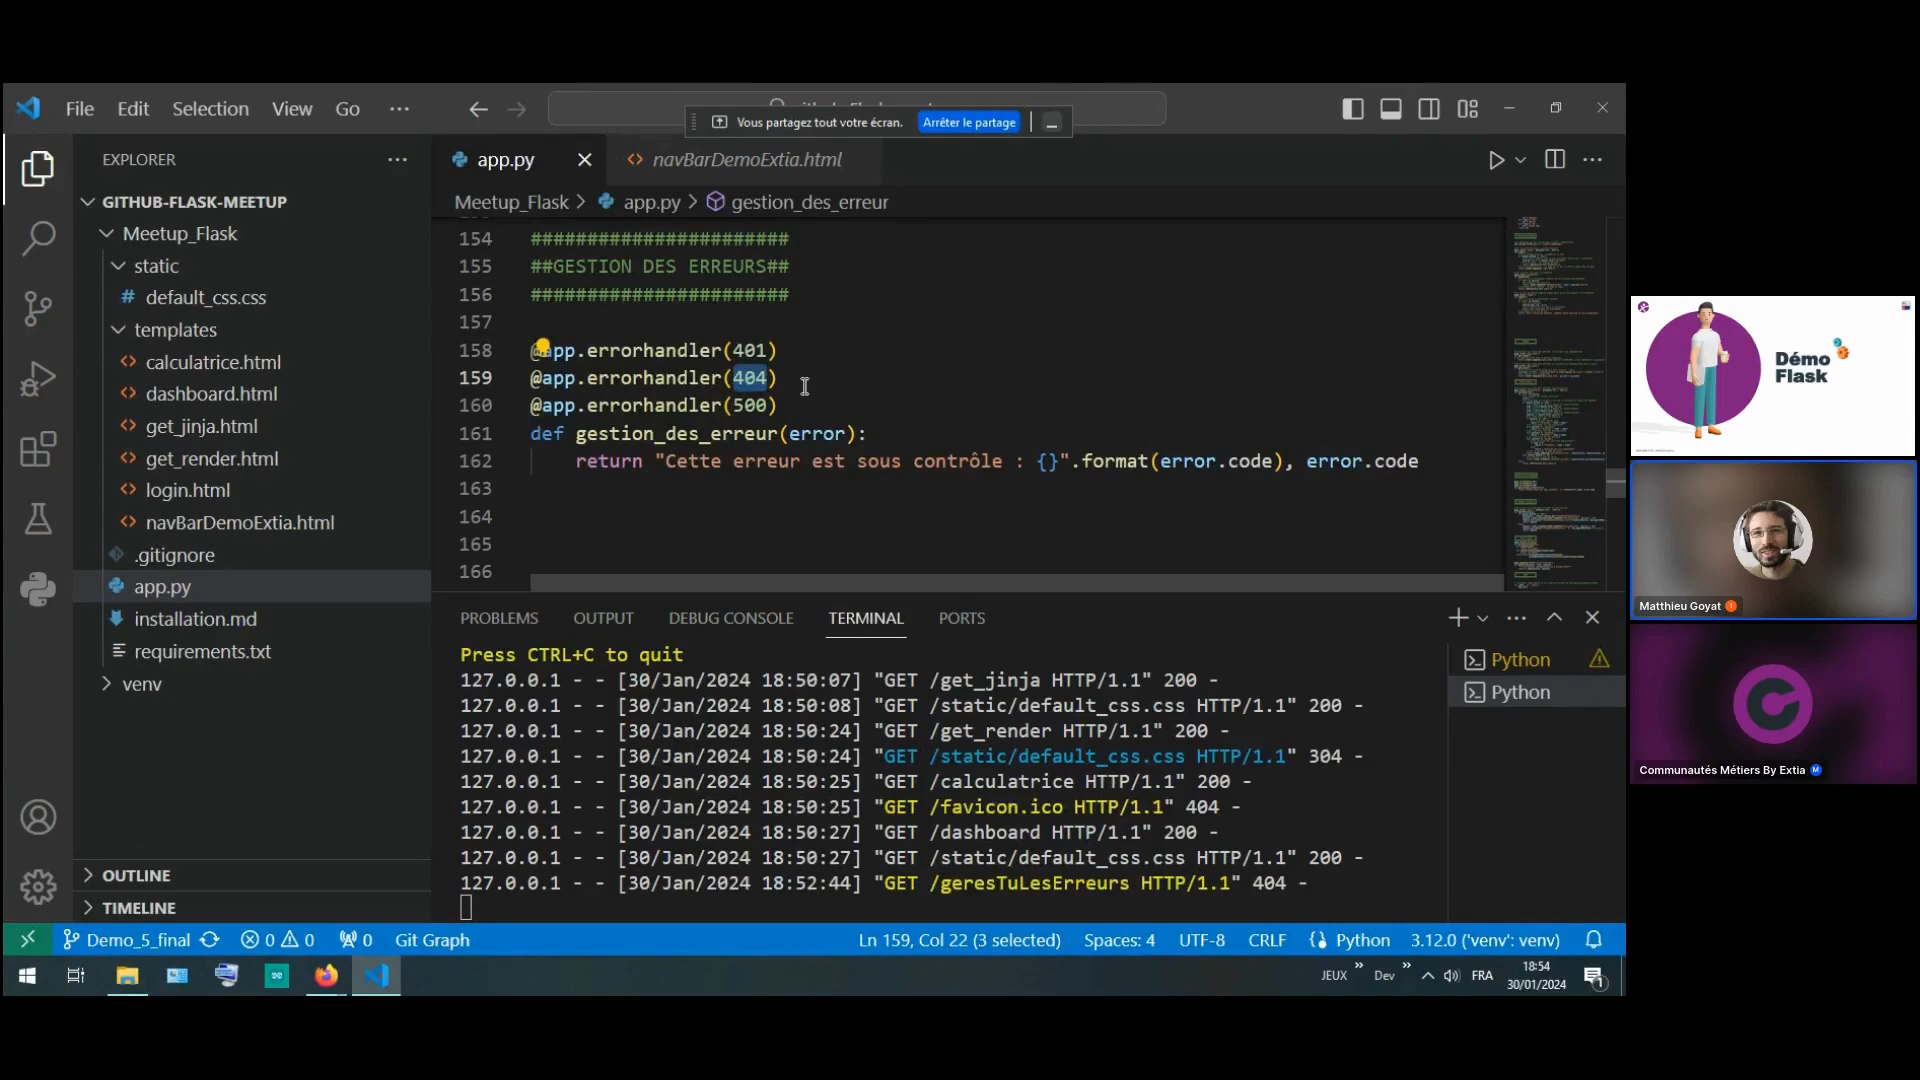 File Edit Selection View Go ···
Vous partagez tout votre écran. Arrêter le partage
EXPLORER
app.py
navBarDemoExtia.html
GITHUB-FLASK-MEETUP
Meetup_Flask > app.py > gestion_des_erreur
Meetup_Flask
static
default_css.css
templates
calculatrice.html
dashboard.html
get_jinja.html
get_render.html
login.html
navBarDemoExtia.html
.gitignore
app.py
installation.md
requirements.txt
venv
OUTLINE
TIMELINE
154 #######################
155 ##GESTION DES ERREURS##
156 #######################
157
158 @app.errorhandler(401)
159 @app.errorhandler(404)
160 @app.errorhandler(500)
161 def gestion_des_erreur(error):
162 return "Cette erreur est sous contrôle : {}".format(error.code), error.code
163
164
165
166
PROBLEMS OUTPUT DEBUG CONSOLE TERMINAL PORTS
Press CTRL+C to quit
127.0.0.1 - - [30/Jan/2024 18:50:07] "GET /get_jinja HTTP/1.1" 200 -
127.0.0.1 - - [30/Jan/2024 18:50:08] "GET /static/default_css.css HTTP/1.1" 200 -
127.0.0.1 - - [30/Jan/2024 18:50:24] "GET /get_render HTTP/1.1" 200 -
127.0.0.1 - - [30/Jan/2024 18:50:24] "GET /static/default_css.css HTTP/1.1" 304 -
127.0.0.1 - - [30/Jan/2024 18:50:25] "GET /calculatrice HTTP/1.1" 200 -
127.0.0.1 - - [30/Jan/2024 18:50:25] "GET /favicon.ico HTTP/1.1" 404 -
127.0.0.1 - - [30/Jan/2024 18:50:27] "GET /dashboard HTTP/1.1" 200 -
127.0.0.1 - - [30/Jan/2024 18:50:27] "GET /static/default_css.css HTTP/1.1" 200 -
127.0.0.1 - - [30/Jan/2024 18:52:44] "GET /geresTuLesErreurs HTTP/1.1" 404 -
Python
Python
Demo_5_final 0 0 0 Git Graph Ln 159, Col 22 (3 selected) Spaces: 4 UTF-8 CRLF Python 3.12.0 ('venv': venv)
JEUX » Dev » FRA
18:54
30/01/2024
1
Démo
Flask
Matthieu Goyat
Communautés Métiers By Extia M